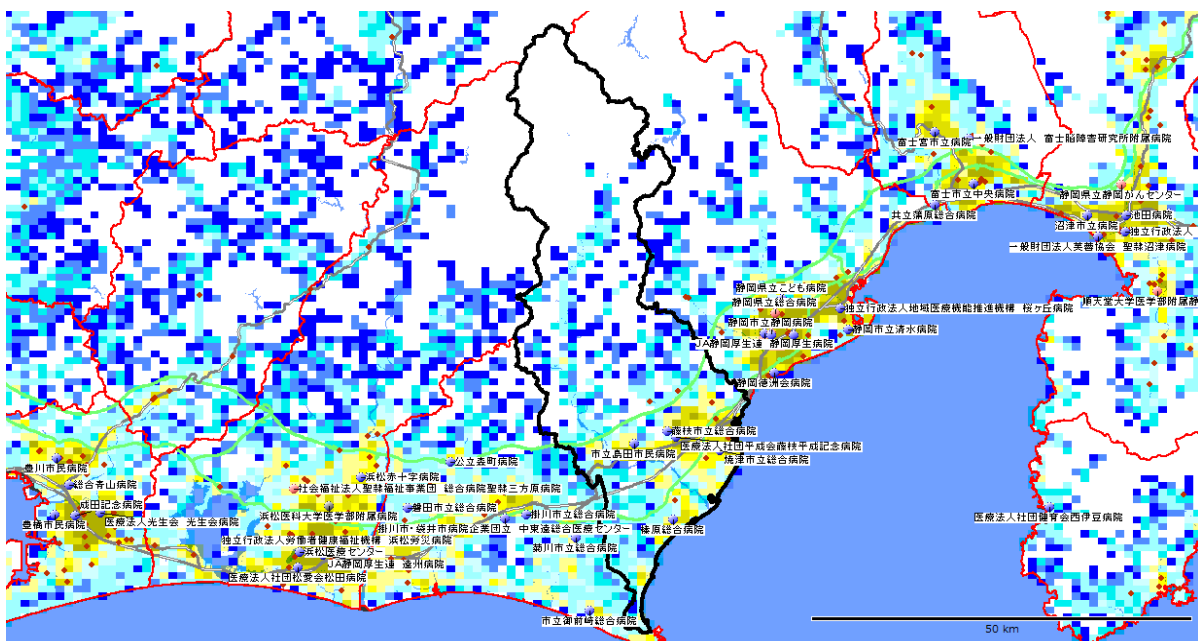 富士宮市立病院
一般財団法人 富士脳障害研究所附属病院
富士市立中央病院
静岡県立静岡がんセンター
共立蒲原総合病院
沼津市立病院
池田病院
独立行政法人
一般財団法人芙蓉協会 聖隷沼津病院
静岡県立こども病院
静岡県立総合病院
独立行政法人地域医療機能推進機構 桜ヶ丘病院
順天堂大学医学部附属静
静岡市立静岡病院
静岡市立清水病院
JA静岡厚生連 静岡厚生病院
静岡徳洲会病院
藤枝市立総合病院
医療法人社団平成会藤枝平成記念病院
市立島田市民病院
焼津市立総合病院
公立森町病院
豊川市民病院
浜松赤十字病院
総合青山病院
社会福祉法人聖隷福祉事業団 総合病院聖隷三方原病院
成田記念病院
磐田市立総合病院
掛川市立総合病院
豊橋市民病院
医療法人光生会 光生会病院
浜松医科大学医学部附属病院
掛川市・袋井市病院企業団立 中東遠総合医療センター
榛原総合病院
医療法人社団健育会西伊豆病院
独立行政法人労働者健康福祉機構 浜松労災病院
菊川市立総合病院
浜松医療センター
JA静岡厚生連 遠州病院
医療法人社団松愛会松田病院
市立御前崎総合病院
50 km